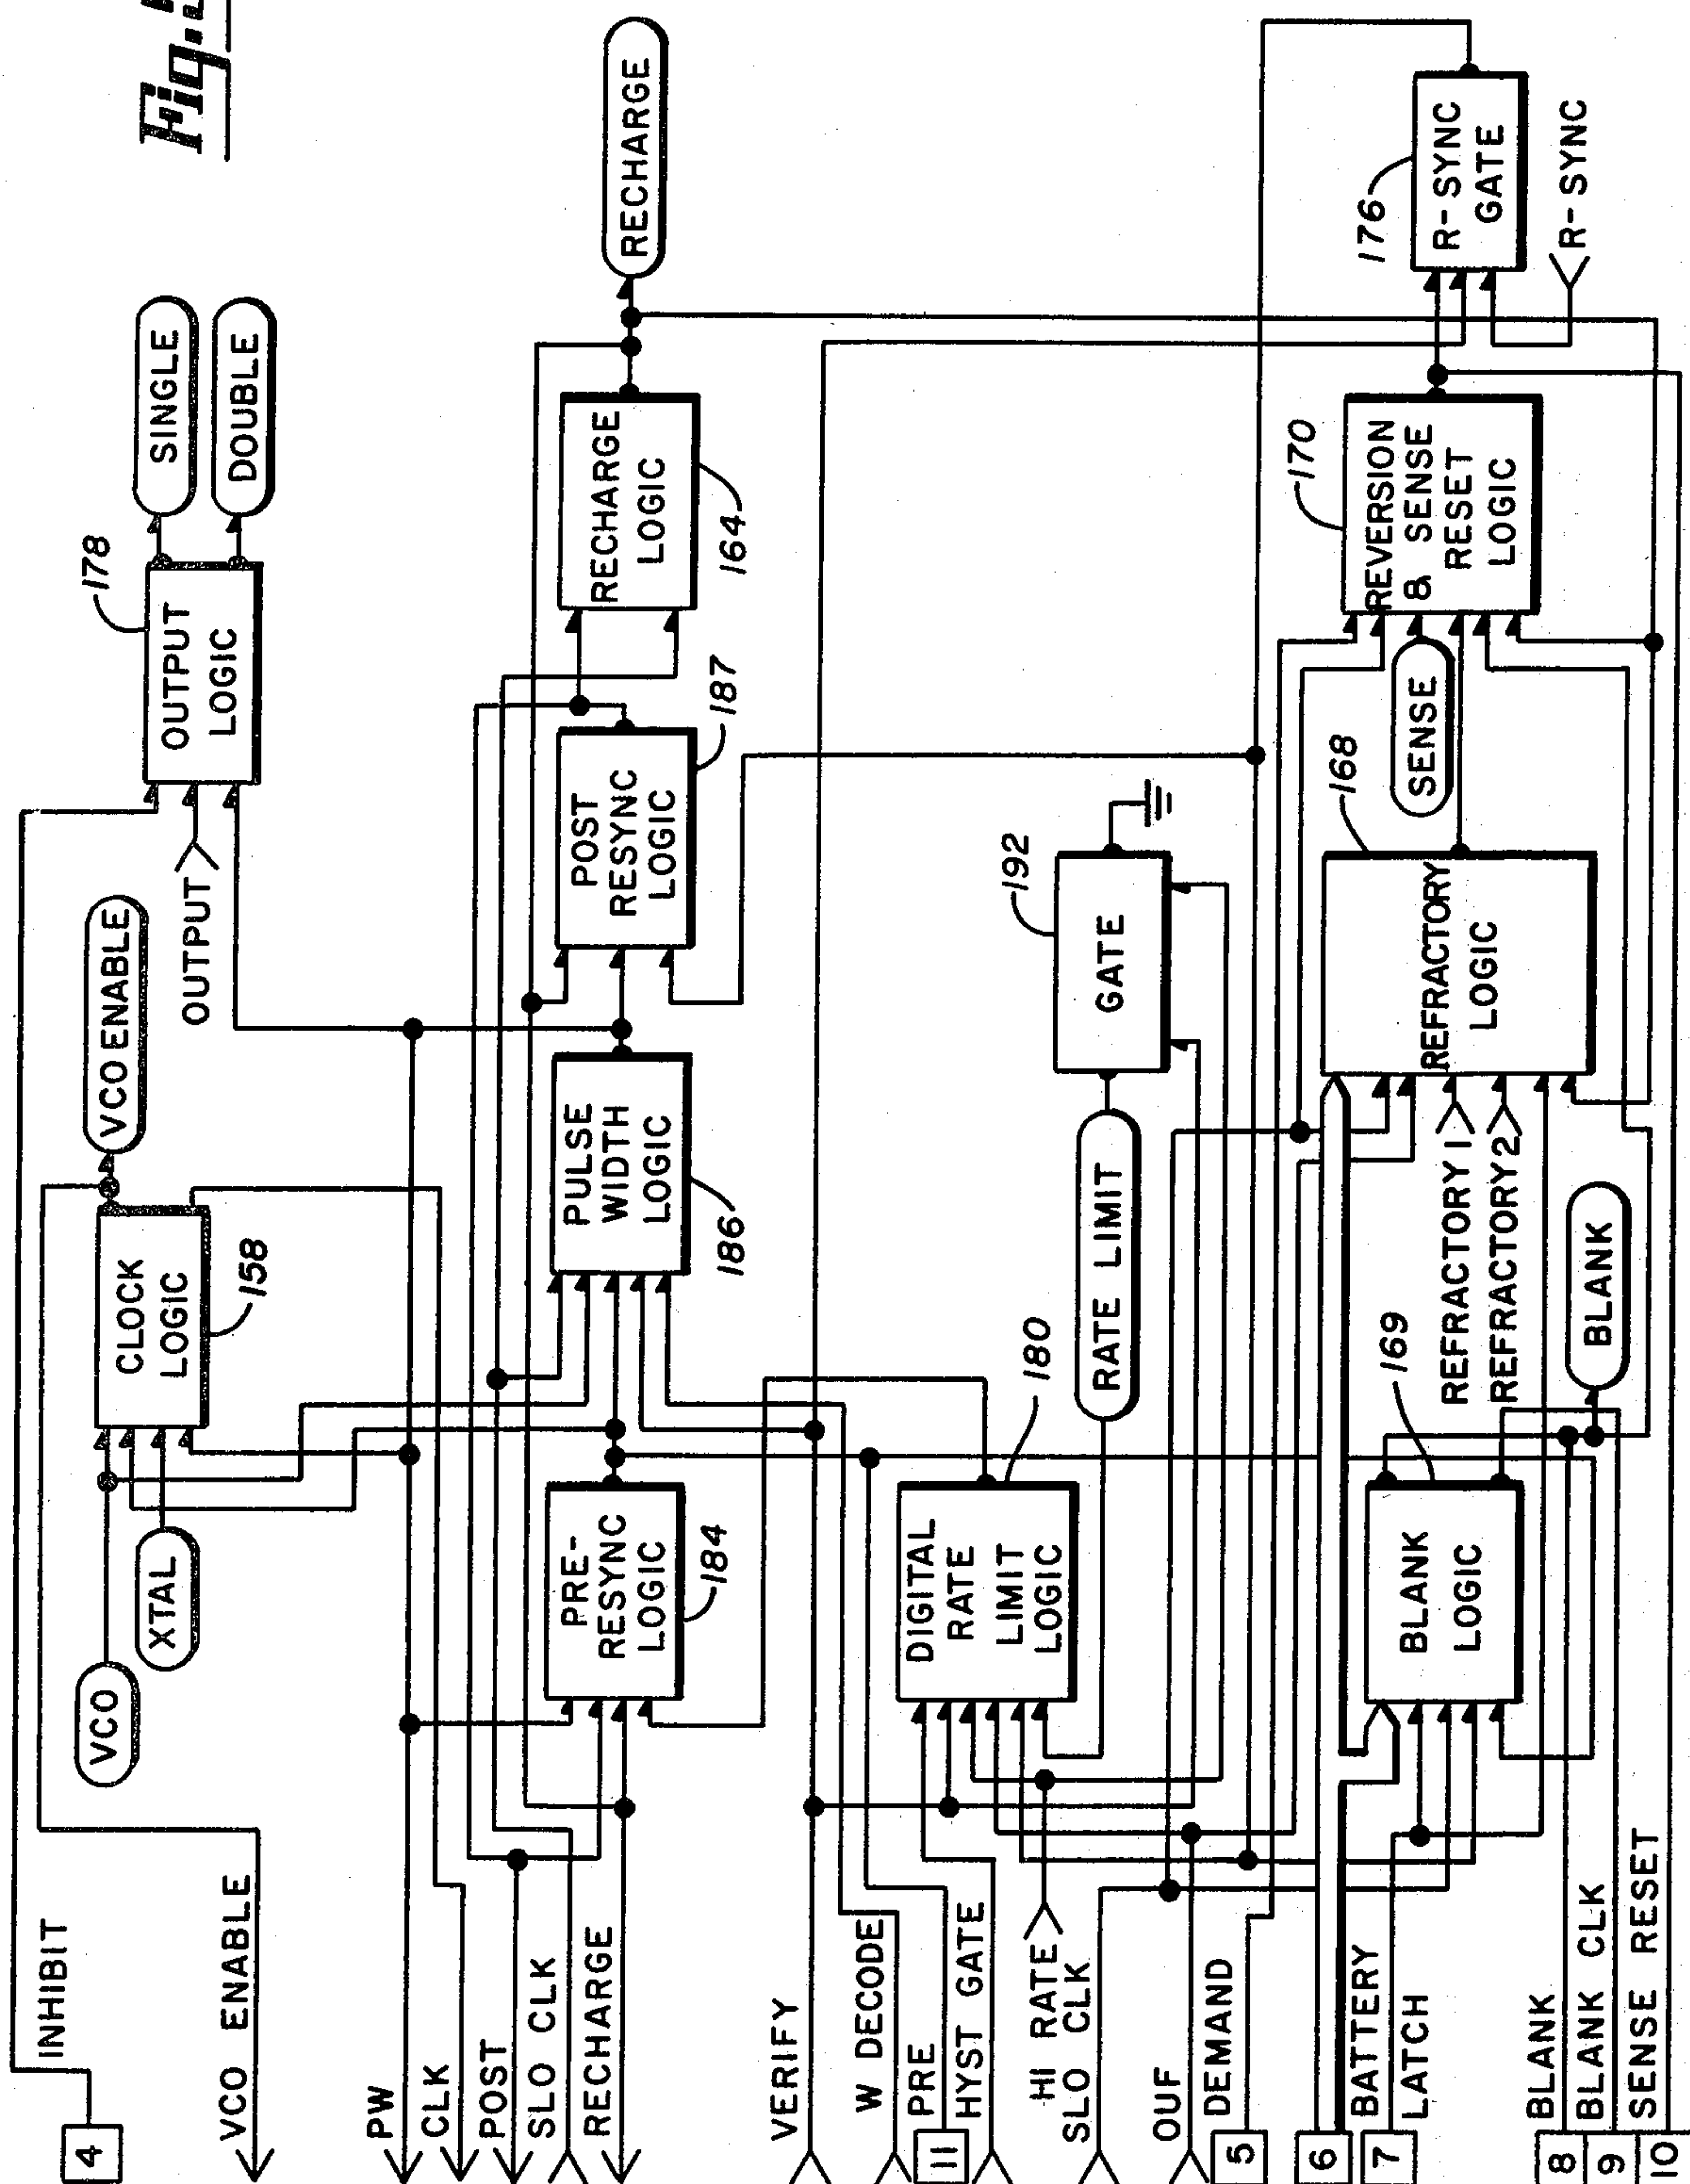 Fig.
4
INHIBIT
VCO ENABLE
VCO
XTAL
CLOCK
LOGIC
158
VCO ENABLE
OUTPUT
OUTPUT
LOGIC
178
SINGLE
DOUBLE
PW
CLK
POST
SLO CLK
RECHARGE
PRE-
RESYNC
LOGIC
184
PULSE
WIDTH
LOGIC
186
POST
RESYNC
LOGIC
187
RECHARGE
LOGIC
164
RECHARGE
VERIFY
W DECODE
11
PRE
HYST GATE
HI RATE
SLO CLK
OUF
5
DEMAND
DIGITAL
RATE
LIMIT
LOGIC
180
RATE LIMIT
GATE
192
6
7
BATTERY
LATCH
8
BLANK
9
BLANK CLK
10
SENSE RESET
BLANK
LOGIC
169
BLANK
REFRACTORY 1
REFRACTORY 2
REFRACTORY
LOGIC
168
SENSE
REVERSION
& SENSE
RESET
LOGIC
170
R-SYNC
GATE
176
R-SYNC